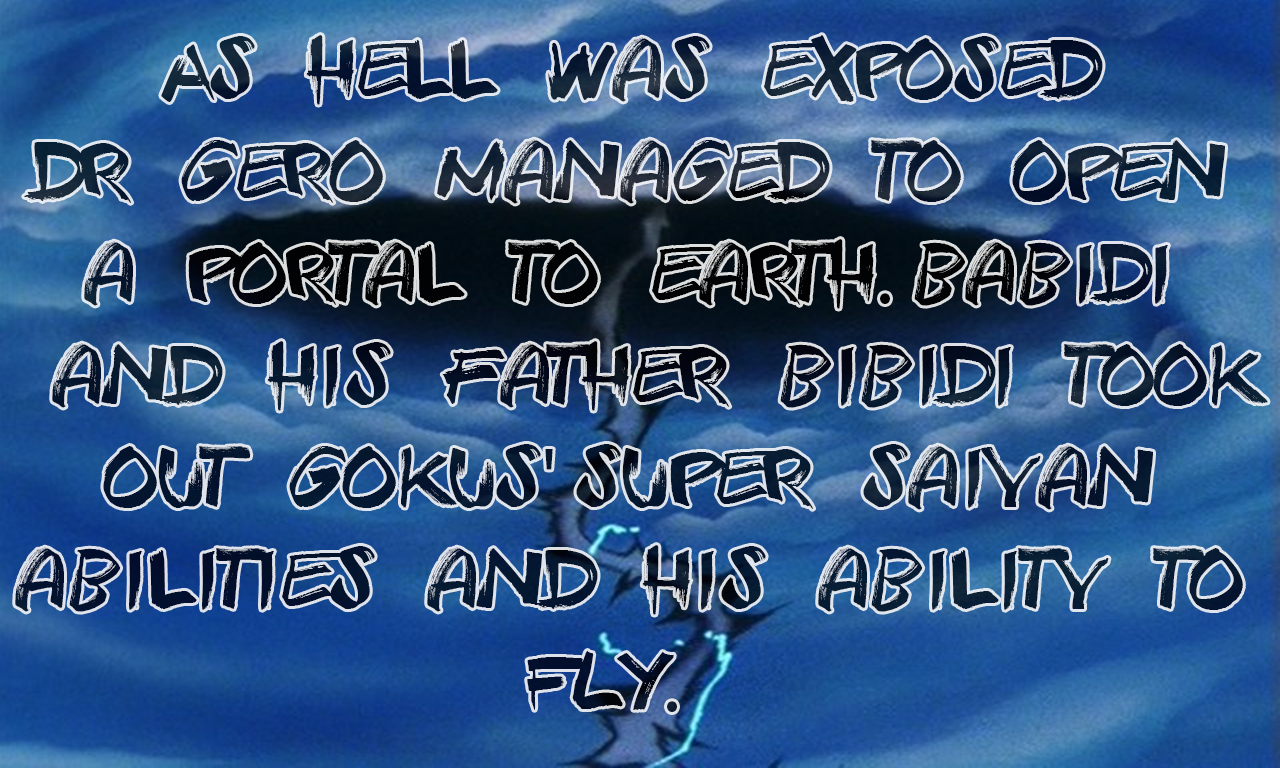 AS HELL WAS EXPOSED
DR GERO MANAGED TO OPEN
A PORTAL TO EARTH. BABIDI
AND HIS FATHER BIBIDI TOOK
OUT GOKUS' SUPER SAIYAN
ABILITIES AND HIS ABILITY TO
FLY.